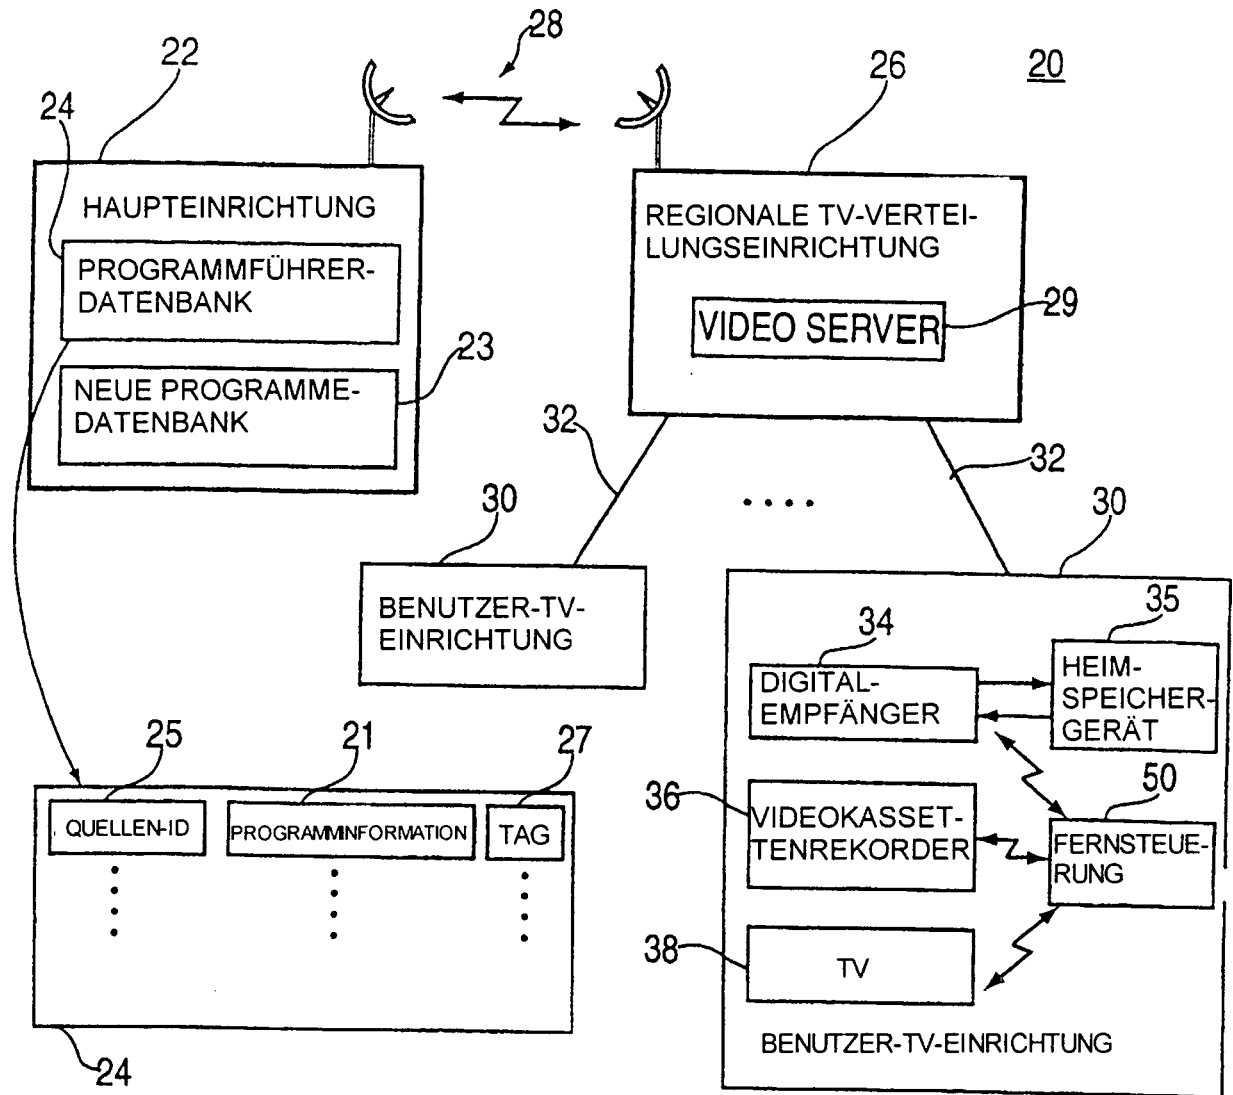 28
22
26
20
24
HAUPTEINRICHTUNG
PROGRAMMFÜHRER-
DATENBANK
REGIONALE TV-VERTEI-
LUNGSEINRICHTUNG
VIDEO SERVER
29
23
NEUE PROGRAMME-
DATENBANK
32
32
30
30
BENUTZER-TV-
EINRICHTUNG
34
35
DIGITAL-
EMPFÄNGER
HEIM-
SPEICHER-
GERÄT
25
21
27
QUELLEN-ID
PROGRAMMINFORMATION
TAG
36
VIDEOKASSET-
TENREKORDER
50
FERNSTEUE-
RUNG
38
TV
BENUTZER-TV-EINRICHTUNG
24